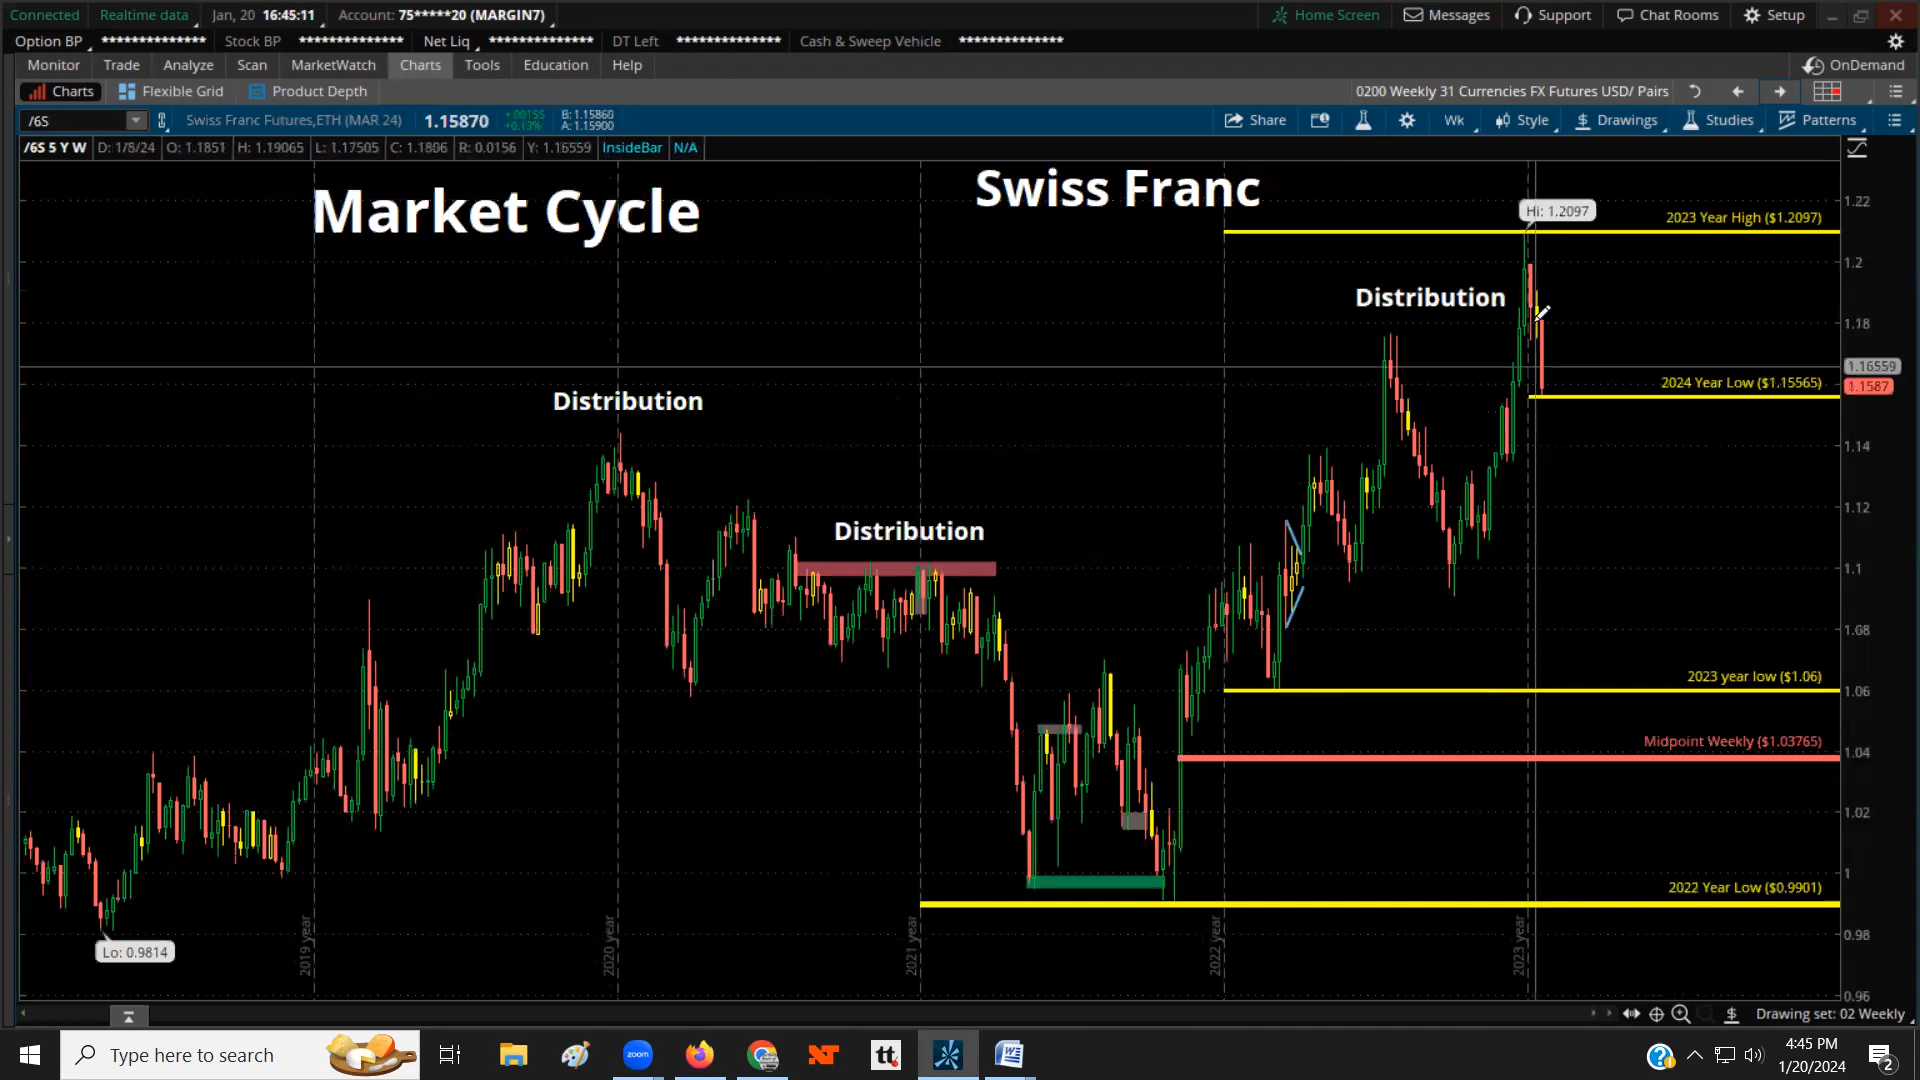 Connected Realtime data Jan, 20 16:45:11 Account: 75*****20 (MARGIN7) Home Screen Messages Support Chat Rooms Setup
Option BP ************** Stock BP ************** Net Liq ************** DT Left ************** Cash & Sweep Vehicle **************
Monitor Trade Analyze Scan MarketWatch Charts Tools Education Help OnDemand
Charts Flexible Grid Product Depth 0200 Weekly 31 Currencies FX Futures USD/ Pairs
/6S Swiss Franc Futures,ETH (MAR 24) 1.15870 +.00155 +0.13% B: 1.15860 A: 1.15900 Share Wk Style Drawings Studies Patterns
/6S 5 Y W D: 1/8/24 O: 1.1851 H: 1.19065 L: 1.17505 C: 1.1806 R: 0.0156 Y: 1.16559 InsideBar N/A
Market Cycle
Swiss Franc
Hi: 1.2097
2023 Year High ($1.2097)
Distribution
2024 Year Low ($1.15565)
Distribution
Distribution
2023 year low ($1.06)
Midpoint Weekly ($1.03765)
2022 Year Low ($0.9901)
Lo: 0.9814
2019 year
2020 year
2021 year
2022 year
2023 year
1.22
1.2
1.18
1.16559
1.1587
1.14
1.12
1.1
1.08
1.06
1.04
1.02
1
0.98
0.96
Drawing set: 02 Weekly
Type here to search
zoom
tt
4:45 PM
1/20/2024
2